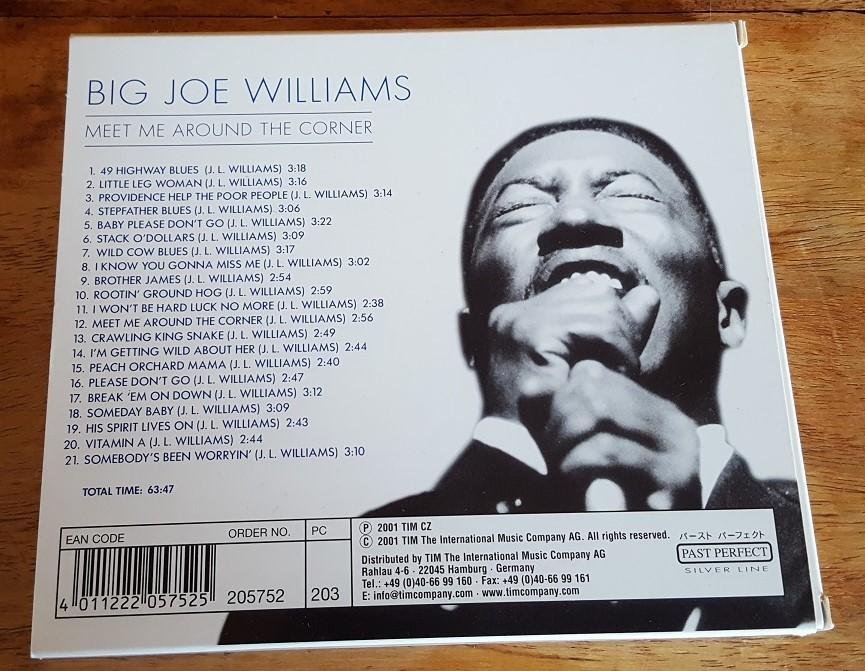 BIG JOE WILLIAMS
MEET ME AROUND THE CORNER
1. 49 HIGHWAY BLUES (J. L. WILLIAMS) 3:18
2. LITTLE LEG WOMAN (J. L. WILLIAMS) 3:16
3. PROVIDENCE HELP THE POOR PEOPLE (J. L. WILLIAMS) 3:14
4. STEPFATHER BLUES (J. L. WILLIAMS) 3:06
5. BABY PLEASE DON'T GO (J. L. WILLIAMS) 3:22
6. STACK O'DOLLARS (J. L. WILLIAMS) 3:09
7. WILD COW BLUES (J. L. WILLIAMS) 3:17
8. I KNOW YOU GONNA MISS ME (J. L. WILLIAMS) 3:02
9. BROTHER JAMES (J. L. WILLIAMS) 2:54
10. ROOTIN' GROUND HOG (J. L. WILLIAMS) 2:59
11. I WON'T BE HARD LUCK NO MORE (J. L. WILLIAMS) 2:38
12. MEET ME AROUND THE CORNER (J. L. WILLIAMS) 2:56
13. CRAWLING KING SNAKE (J. L. WILLIAMS) 2:49
14. I'M GETTING WILD ABOUT HER (J. L. WILLIAMS) 2:44
15. PEACH ORCHARD MAMA (J. L. WILLIAMS) 2:40
16. PLEASE DON'T GO (J. L. WILLIAMS) 2:47
17. BREAK 'EM ON DOWN (J. L. WILLIAMS) 3:12
18. SOMEDAY BABY (J. L. WILLIAMS) 3:09
19. HIS SPIRIT LIVES ON (J. L. WILLIAMS) 2:43
20. VITAMIN A (J. L. WILLIAMS) 2:44
21. SOMEBODY'S BEEN WORRYIN' (J. L. WILLIAMS) 3:10
TOTAL TIME: 63:47
EAN CODE
4 011222 057525
ORDER NO.
205752
PC
203
Ⓟ 2001 TIM CZ
Ⓒ 2001 TIM The International Music Company AG. All rights reserved.
Distributed by TIM The International Music Company AG
Rahlau 4-6 · 22045 Hamburg · Germany
Tel.: +49 (0)40-66 99 160 · Fax: +49 (0)40-66 99 161
E: info@timcompany.com · www.timcompany.com
パースト パーフェクト
PAST PERFECT
SILVER LINE